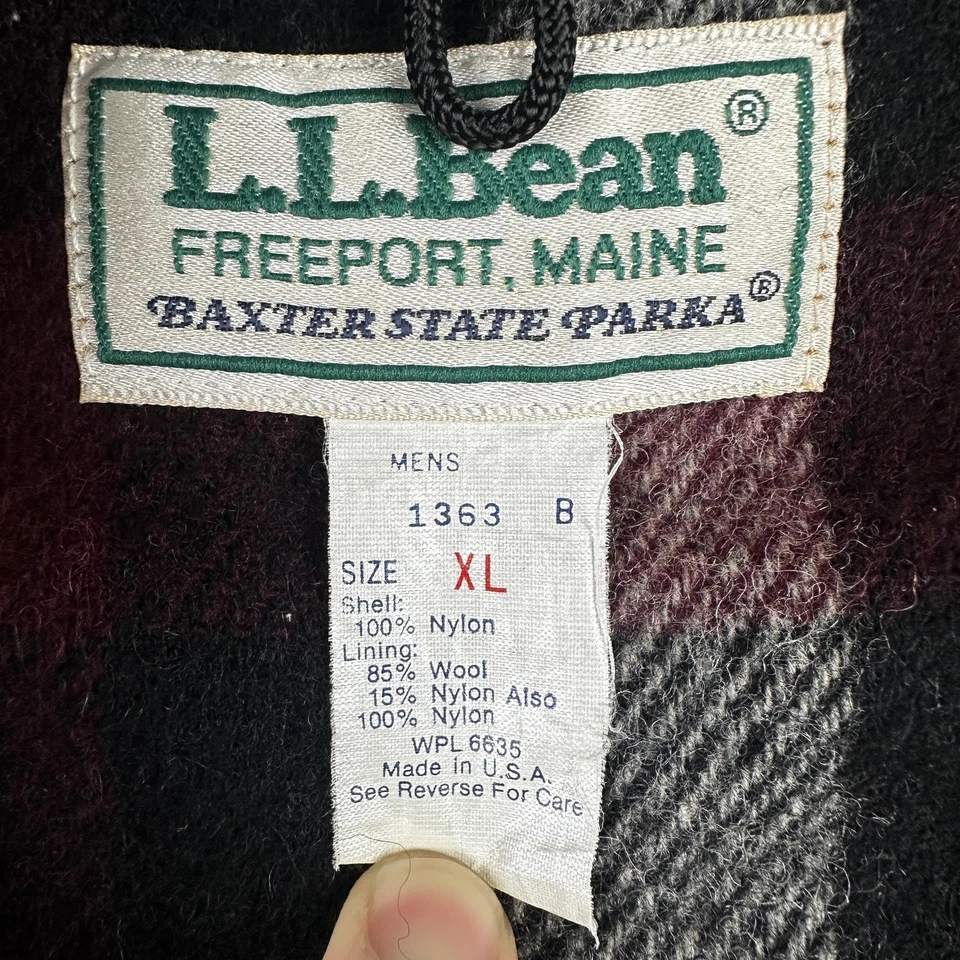 L.L.Bean®
FREEPORT, MAINE
BAXTER STATE PARKA®
MENS
1363 B
SIZE XL
Shell:
100% Nylon
Lining:
85% Wool
15% Nylon Also
100% Nylon
WPL 6635
Made in U.S.A.
See Reverse For Care